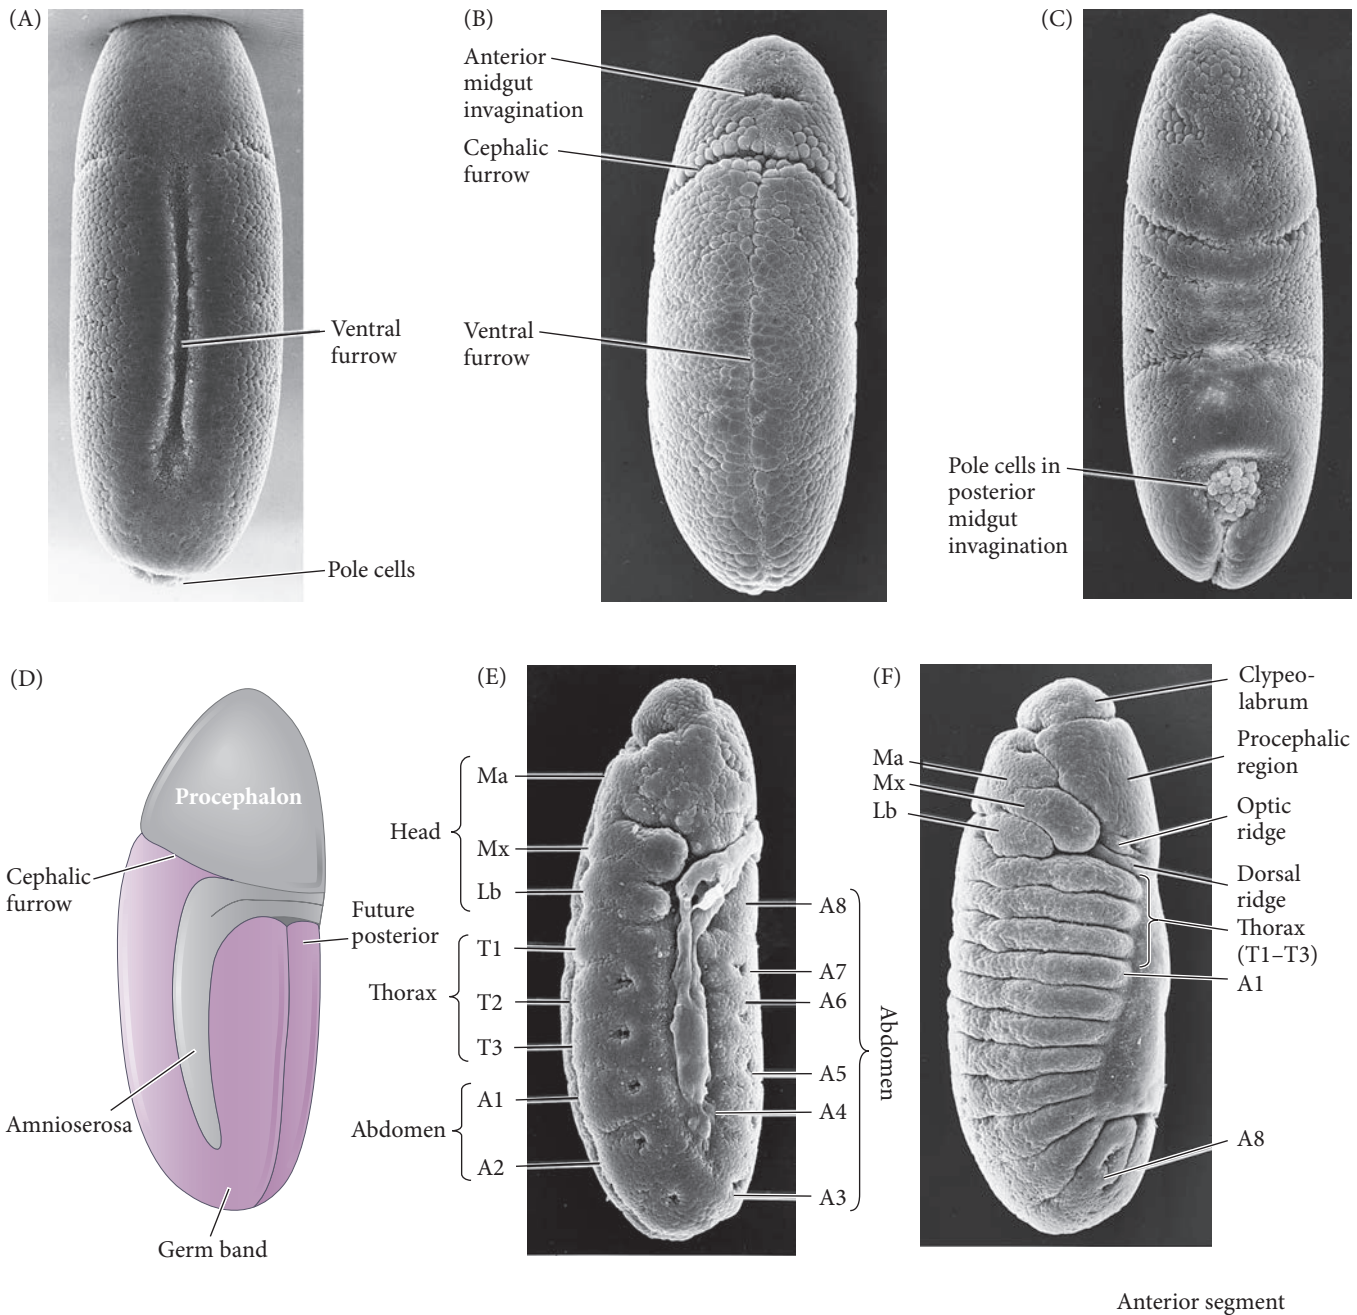 (A)
Ventral
furrow
Pole cells
(B)
Anterior
midgut
invagination
Cephalic
furrow
Ventral
furrow
(C)
Pole cells in
posterior
midgut
invagination
(D)
Procephalon
Cephalic
furrow
Future
posterior
Amnioserosa
Germ band
(E)
Head
Ma
Mx
Lb
Thorax
T1
T2
T3
Abdomen
A1
A2
A8
A7
A6
A5
A4
A3
Abdomen
(F)
Ma
Mx
Lb
Clypeo-
labrum
Procephalic
region
Optic
ridge
Dorsal
ridge
Thorax
(T1–T3)
A1
A8
Anterior segment